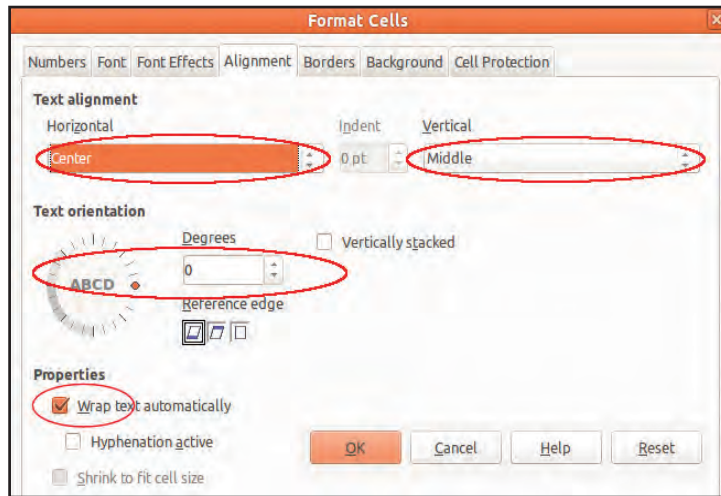 Format Cells
Numbers Font Font Effects Alignment Borders Background Cell Protection
Text alignment
Horizontal Indent Vertical
Center 0 pt Middle
Text orientation
Degrees Vertically stacked
ABCD 0
Reference edge
Properties
Wrap text automatically
Hyphenation active
Shrink to fit cell size
OK Cancel Help Reset